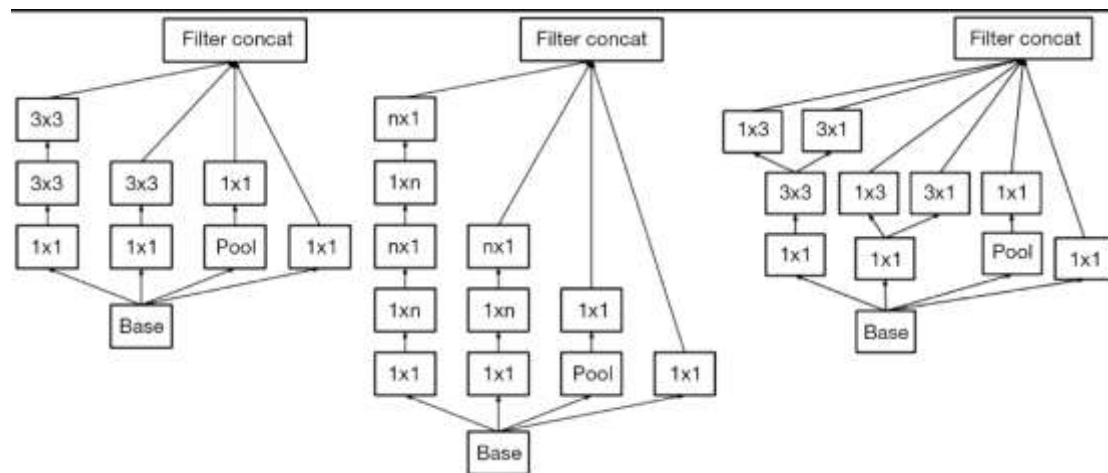 Filter concat
3x3
3x3
3x3
1x1
1x1
1x1
Pool
1x1
Base
Filter concat
nx1
1xn
nx1
nx1
1xn
1xn
1x1
1x1
1x1
Pool
1x1
Base
Filter concat
1x3
3x1
3x3
1x3
3x1
1x1
1x1
1x1
Pool
1x1
Base